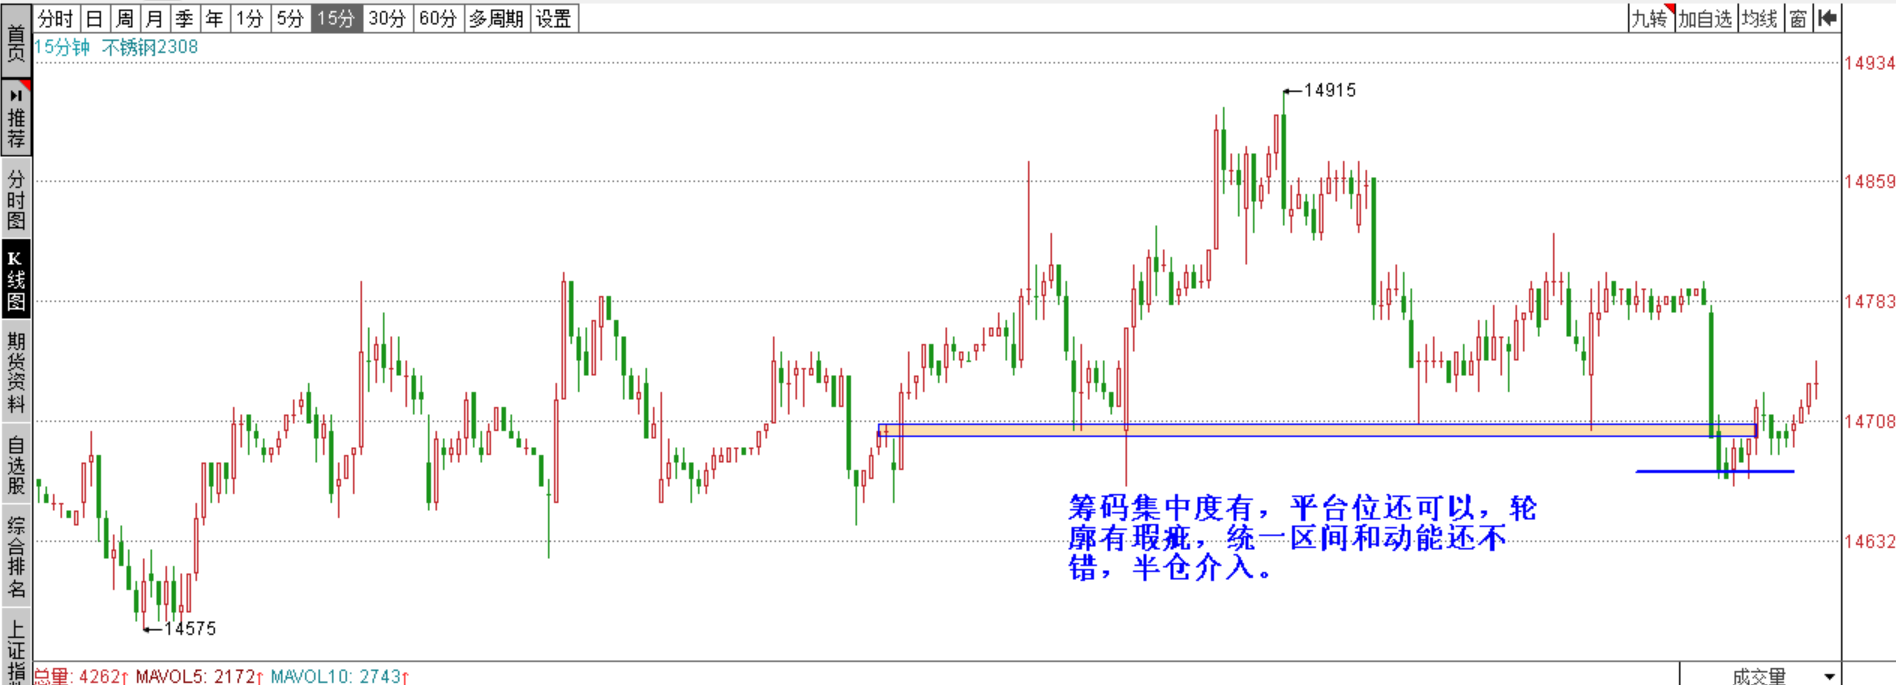 分时 日 周 月 季 年 1分 5分 15分 30分 60分 多周期 设置 九转 加自选 均线 窗
15分钟 不锈钢2308
首页
推荐
分时图
K线图
期货资料
自选股
综合排名
上证指
14934
14915
14859
14783
14708
14632
14575
筹码集中度有，平台位还可以，轮
廓有瑕疵，统一区间和动能还不
错，半仓介入。
总量: 4262↑ MAVOL5: 2172↑ MAVOL10: 2743↑
成交量